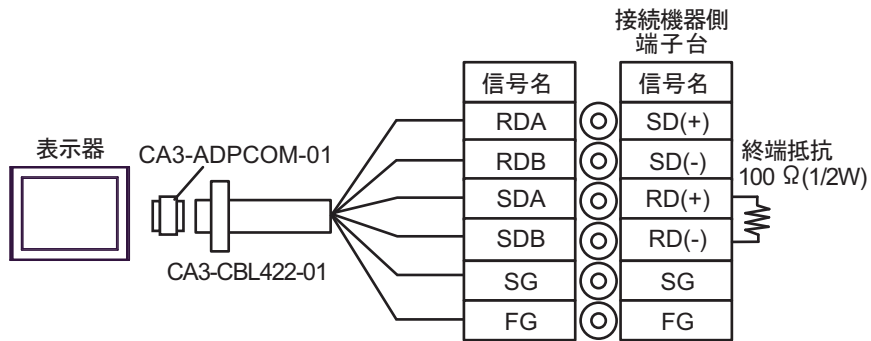 接続機器側
端子台
信号名 信号名
RDA SD(+)
RDB SD(-)
SDA RD(+)
SDB RD(-)
SG SG
FG FG
表示器
CA3-ADPCOM-01
CA3-CBL422-01
終端抵抗
100 Ω(1/2W)